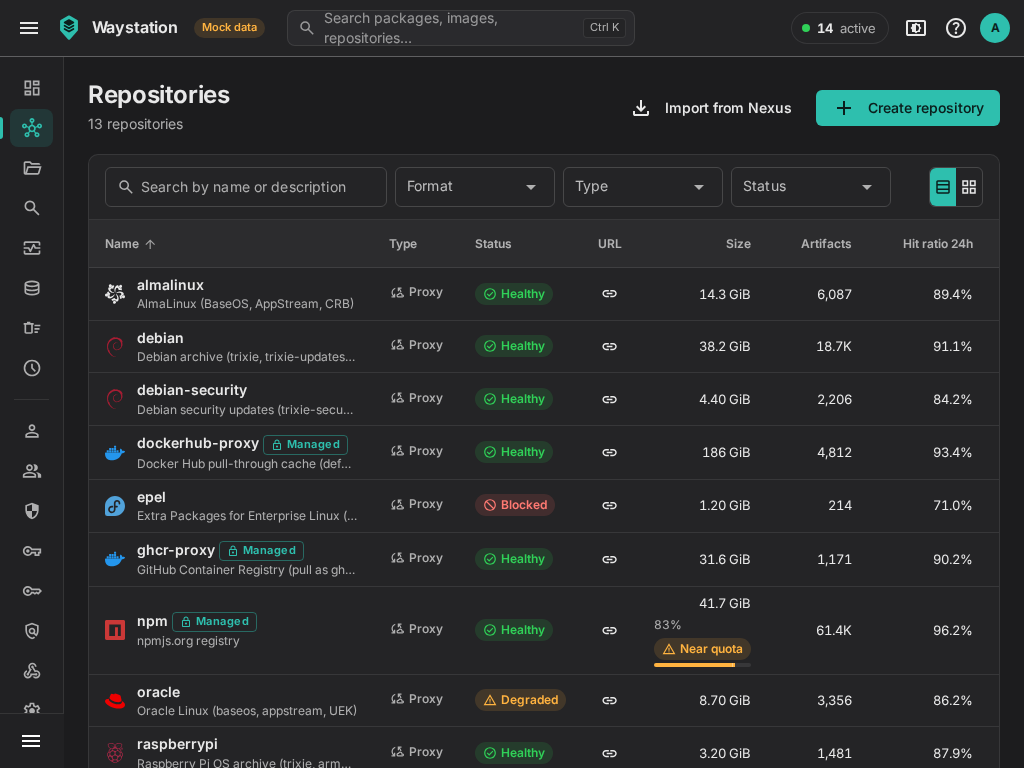 Waystation
Mock data
Search packages, images, repositories...
Ctrl K
14 active
A
Repositories
13 repositories
Import from Nexus
Create repository
Search by name or description
Format
Type
Status
Name
Type
Status
URL
Size
Artifacts
Hit ratio 24h
almalinux
AlmaLinux (BaseOS, AppStream, CRB)
Proxy
Healthy
14.3 GiB
6,087
89.4%
debian
Debian archive (trixie, trixie-updates...
Proxy
Healthy
38.2 GiB
18.7K
91.1%
debian-security
Debian security updates (trixie-secu...
Proxy
Healthy
4.40 GiB
2,206
84.2%
dockerhub-proxy
Managed
Docker Hub pull-through cache (def...
Proxy
Healthy
186 GiB
4,812
93.4%
epel
Extra Packages for Enterprise Linux (...
Proxy
Blocked
1.20 GiB
214
71.0%
ghcr-proxy
Managed
GitHub Container Registry (pull as gh...
Proxy
Healthy
31.6 GiB
1,171
90.2%
npm
Managed
npmjs.org registry
Proxy
Healthy
41.7 GiB
83%
Near quota
61.4K
96.2%
oracle
Oracle Linux (baseos, appstream, UEK)
Proxy
Degraded
8.70 GiB
3,356
86.2%
raspberrypi
Raspberry Pi OS archive (trixie, arm...
Proxy
Healthy
3.20 GiB
1,481
87.9%